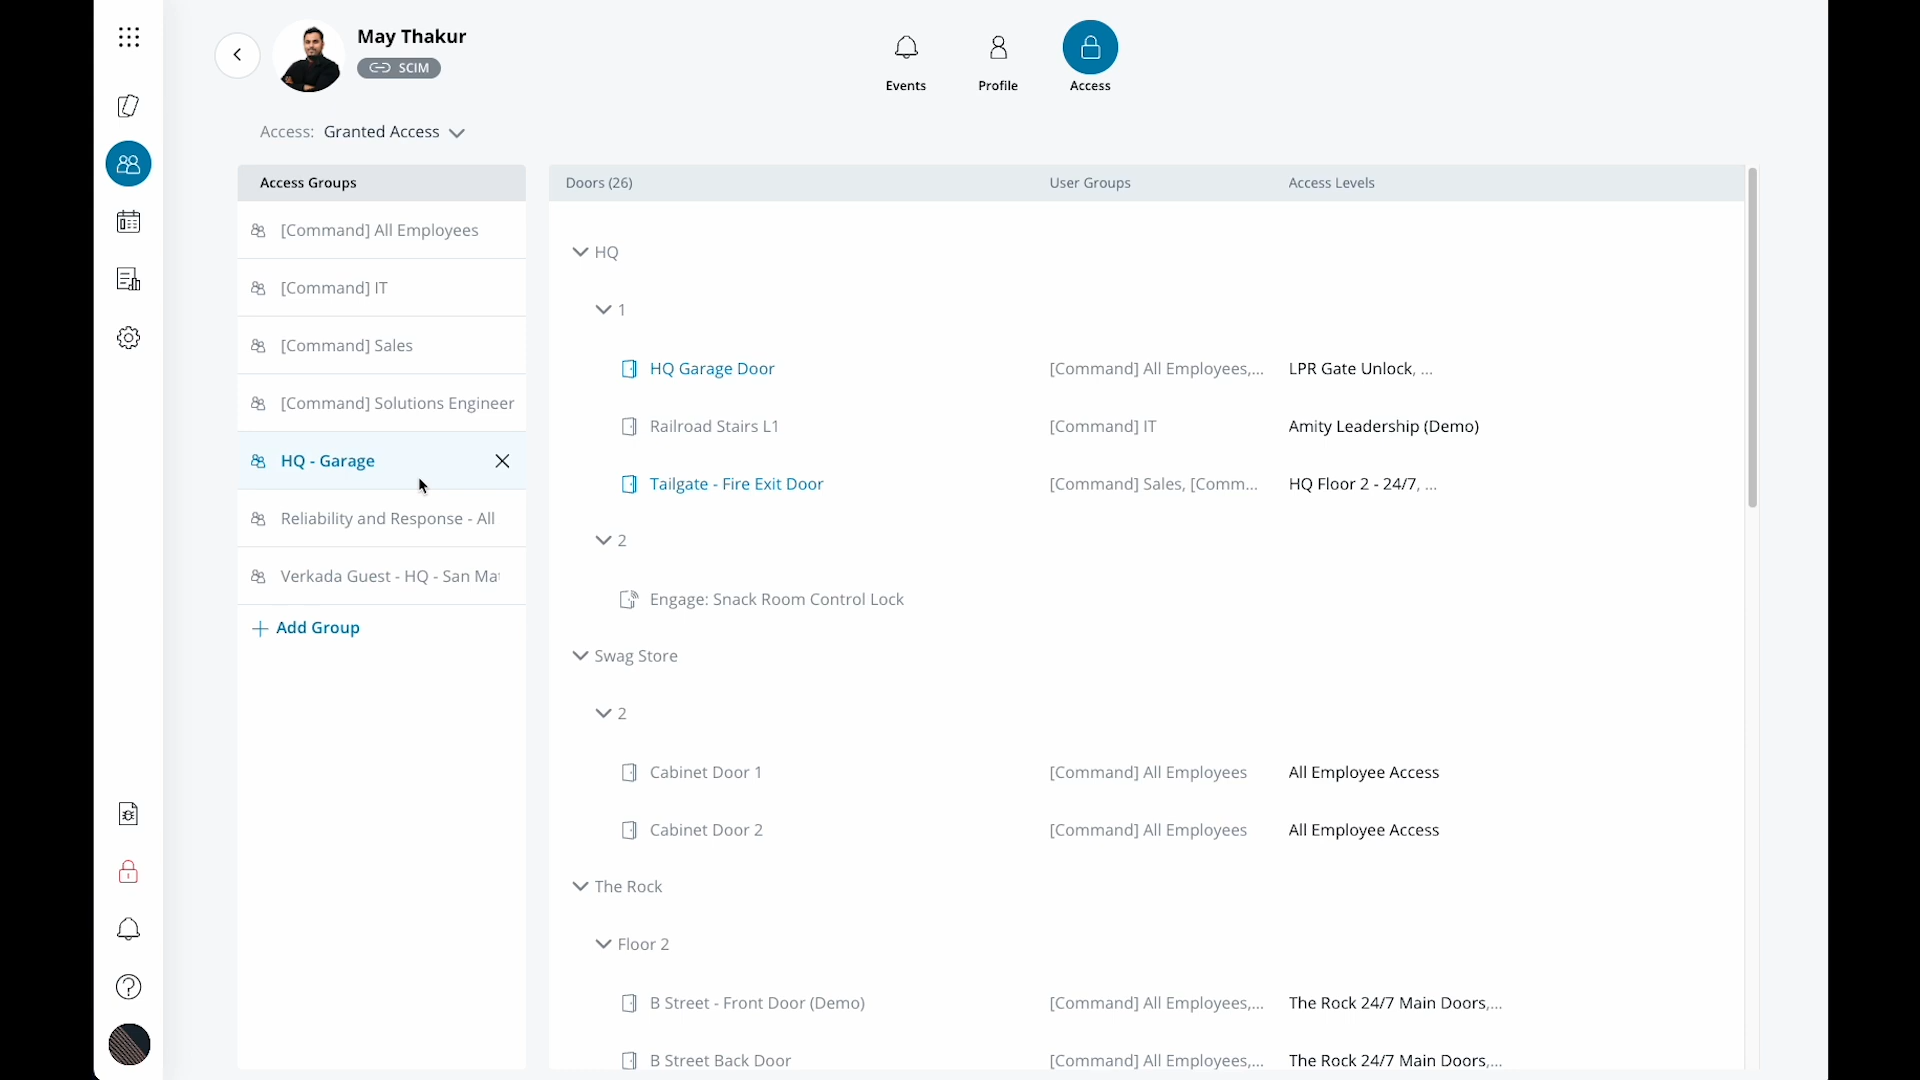 May Thakur
SCIM
Events
Profile
Access
Access: Granted Access
Access Groups
[Command] All Employees
[Command] IT
[Command] Sales
[Command] Solutions Engineer
HQ - Garage
Reliability and Response - All
Verkada Guest - HQ - San Mat
Add Group
Doors (26) User Groups Access Levels
HQ
1
HQ Garage Door [Command] All Employees,... LPR Gate Unlock, ...
Railroad Stairs L1 [Command] IT Amity Leadership (Demo)
Tailgate - Fire Exit Door [Command] Sales, [Comm... HQ Floor 2 - 24/7, ...
2
Engage: Snack Room Control Lock
Swag Store
2
Cabinet Door 1 [Command] All Employees All Employee Access
Cabinet Door 2 [Command] All Employees All Employee Access
The Rock
Floor 2
B Street - Front Door (Demo) [Command] All Employees,... The Rock 24/7 Main Doors,...
B Street Back Door [Command] All Employees,... The Rock 24/7 Main Doors,...